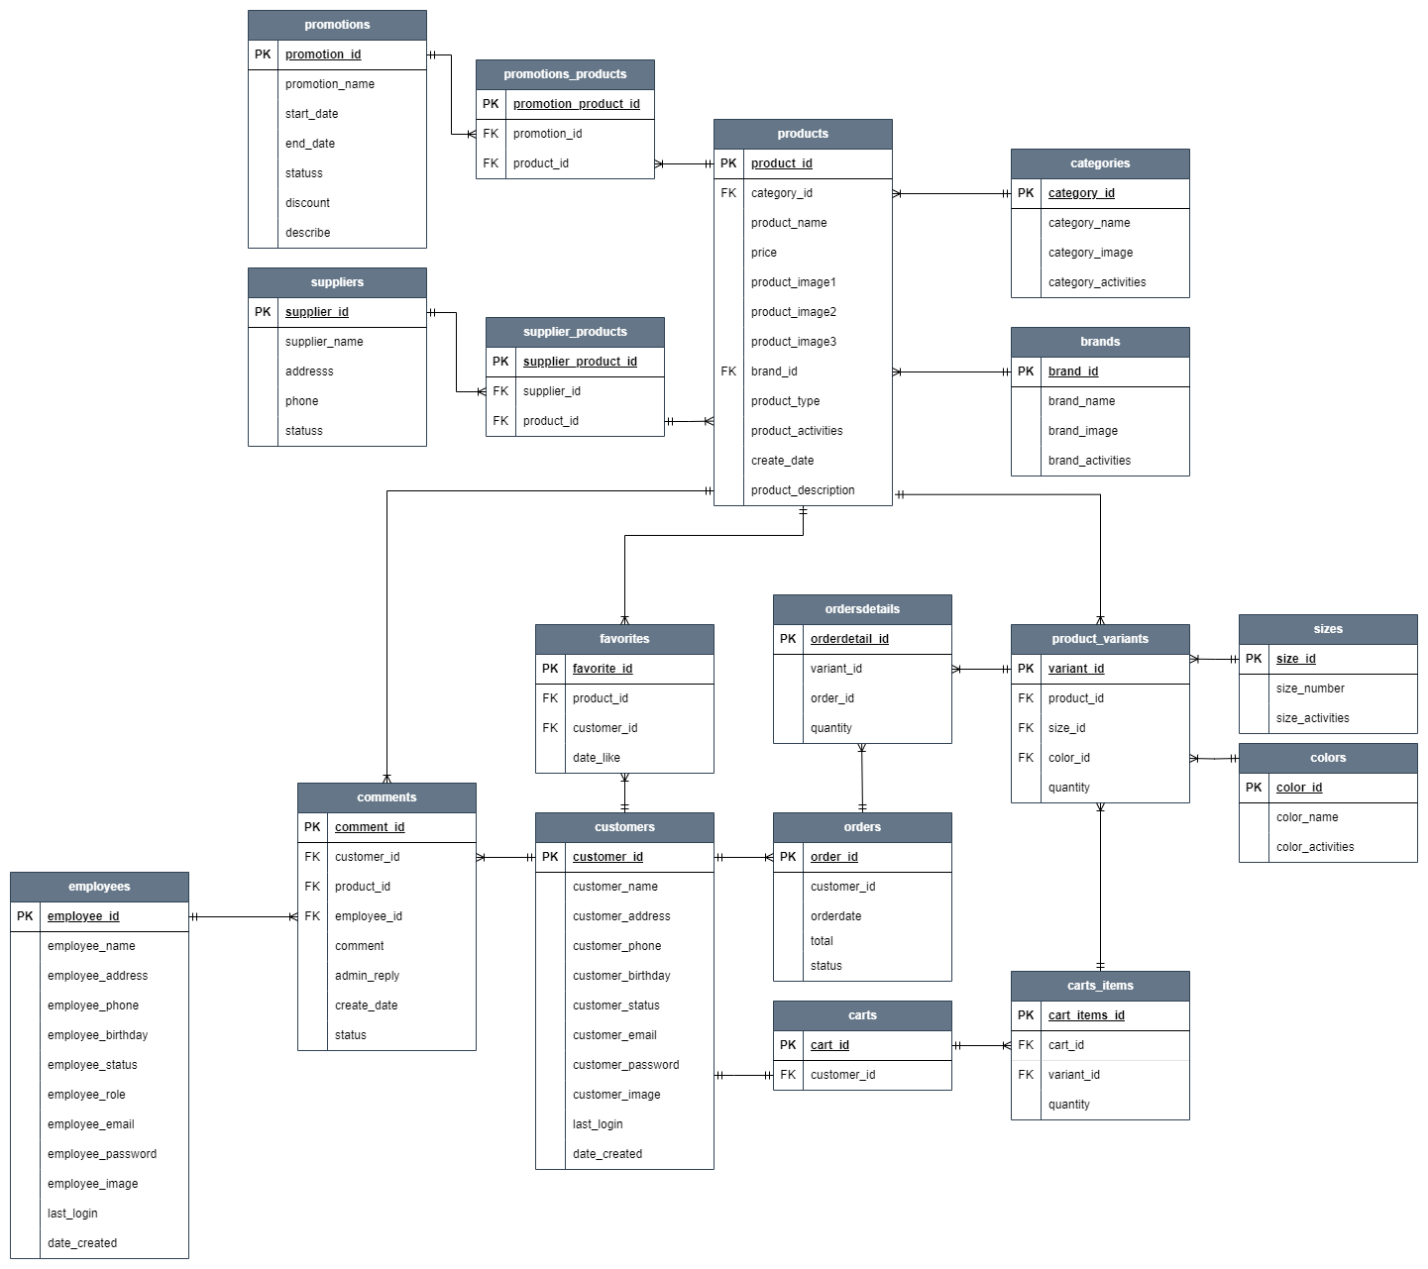 promotions
PK promotion_id
promotion_name
start_date
end_date
statuss
discount
describe
promotions_products
PK promotion_product_id
FK promotion_id
FK product_id
products
PK product_id
FK category_id
product_name
price
product_image1
product_image2
product_image3
FK brand_id
product_type
product_activities
create_date
product_description
categories
PK category_id
category_name
category_image
category_activities
suppliers
PK supplier_id
supplier_name
addresss
phone
statuss
supplier_products
PK supplier_product_id
FK supplier_id
FK product_id
brands
PK brand_id
brand_name
brand_image
brand_activities
favorites
PK favorite_id
FK product_id
FK customer_id
date_like
ordersdetails
PK orderdetail_id
variant_id
order_id
quantity
product_variants
PK variant_id
FK product_id
FK size_id
FK color_id
quantity
sizes
PK size_id
size_number
size_activities
colors
PK color_id
color_name
color_activities
comments
PK comment_id
FK customer_id
FK product_id
FK employee_id
comment
admin_reply
create_date
status
customers
PK customer_id
customer_name
customer_address
customer_phone
customer_birthday
customer_status
customer_email
customer_password
customer_image
last_login
date_created
orders
PK order_id
customer_id
orderdate
total
status
employees
PK employee_id
employee_name
employee_address
employee_phone
employee_birthday
employee_status
employee_role
employee_email
employee_password
employee_image
last_login
date_created
carts
PK cart_id
FK customer_id
carts_items
PK cart_items_id
FK cart_id
FK variant_id
quantity